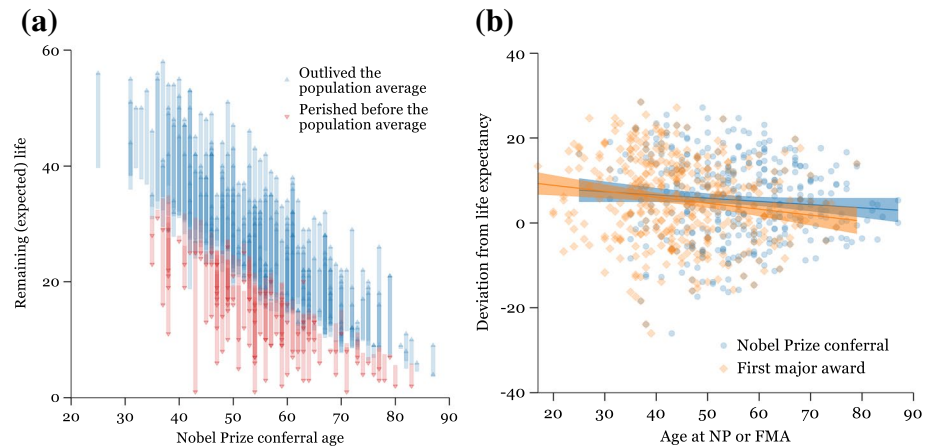 (a)
60
40
20
0
Remaining (expected) life
Outlived the
population average
Perished before the
population average
20 30 40 50 60 70 80 90
Nobel Prize conferral age
(b)
40
20
0
-20
-40
Deviation from life expectancy
Nobel Prize conferral
First major award
20 30 40 50 60 70 80 90
Age at NP or FMA